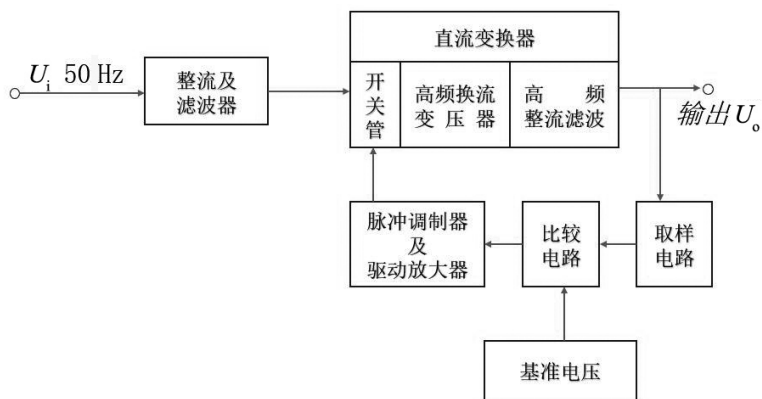 直流变换器
U_i 50 Hz
整流及
滤波器
开
关
管
高频换流
变压器
高 频
整流滤波
输出U_o
脉冲调制器
及
驱动放大器
比较
电路
取样
电路
基准电压